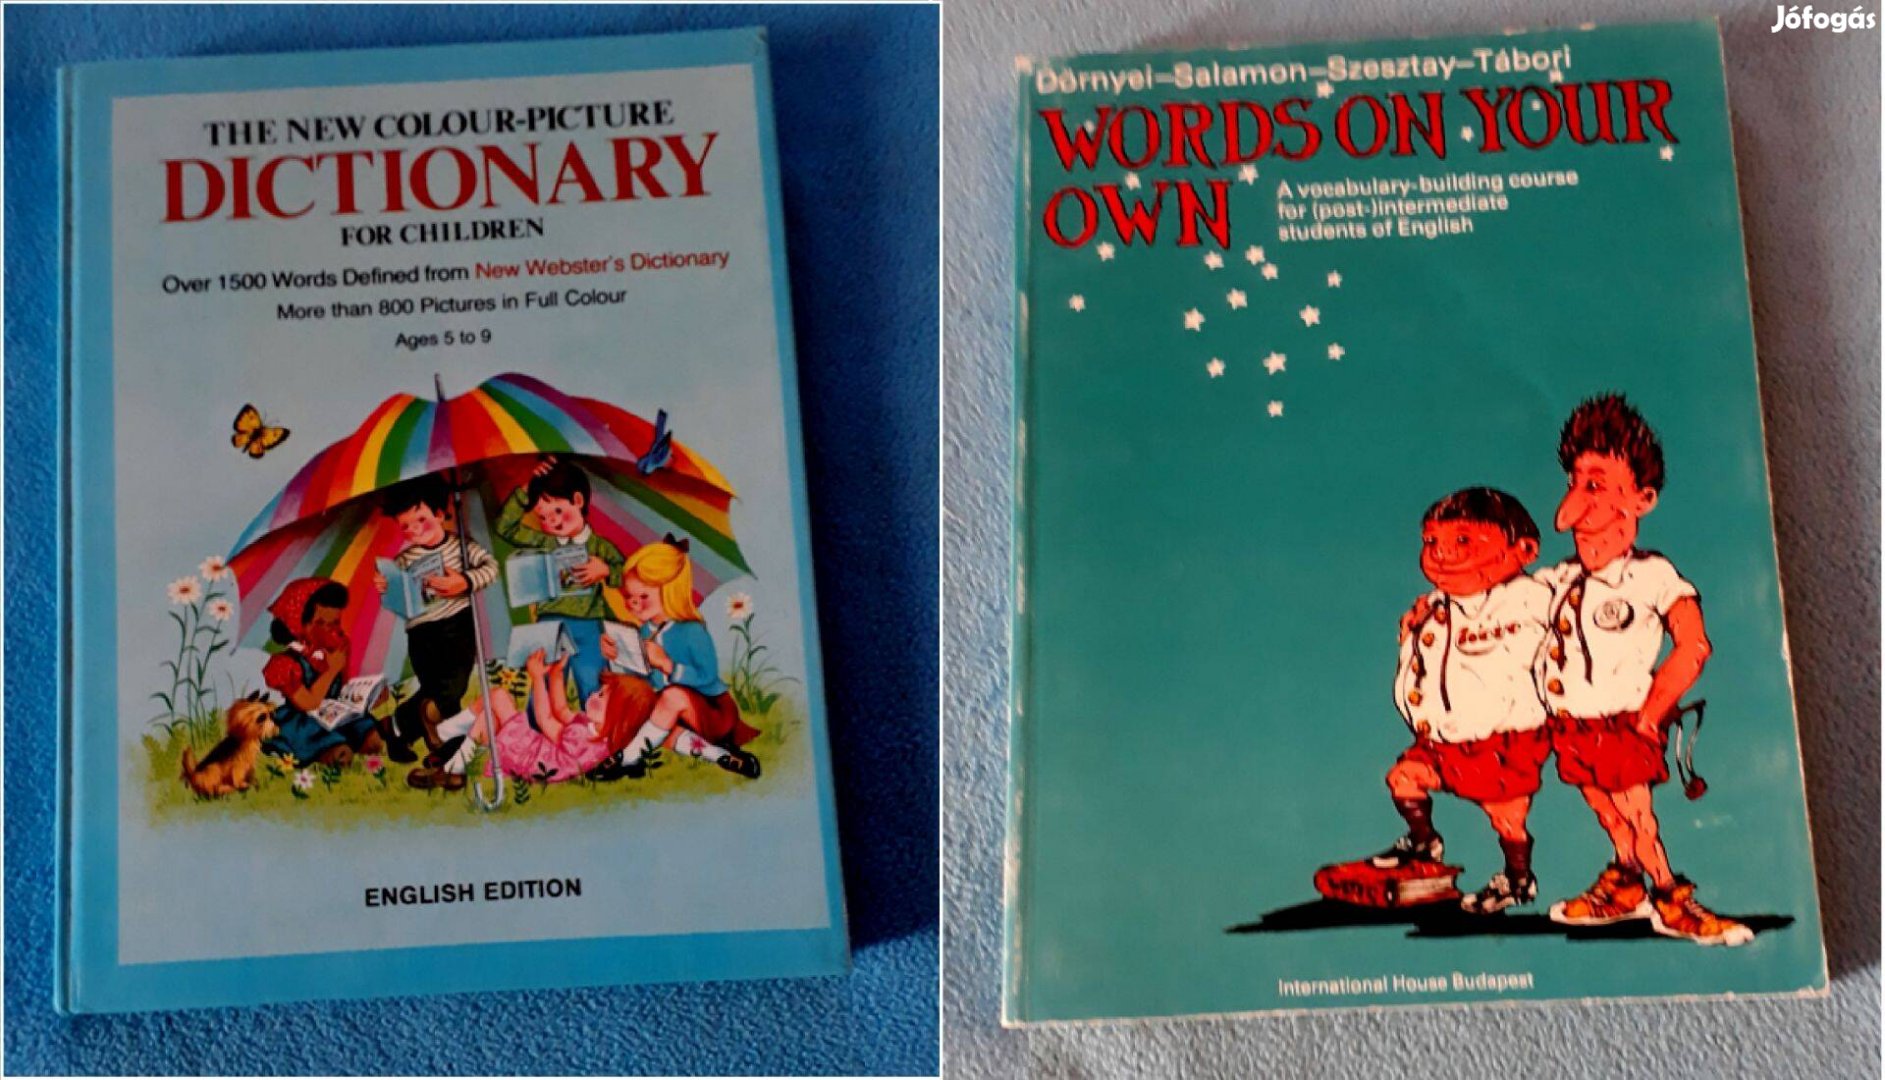 THE NEW COLOUR-PICTURE
DICTIONARY
FOR CHILDREN
Over 1500 Words Defined from New Webster's Dictionary
More than 800 Pictures in Full Colour
Ages 5 to 9
ENGLISH EDITION
Jófogás
Dörnyei–Salamon–Szesztay–Tábori
WORDS ON YOUR
OWN
A vocabulary-building course
for (post-)intermediate
students of English
International House Budapest